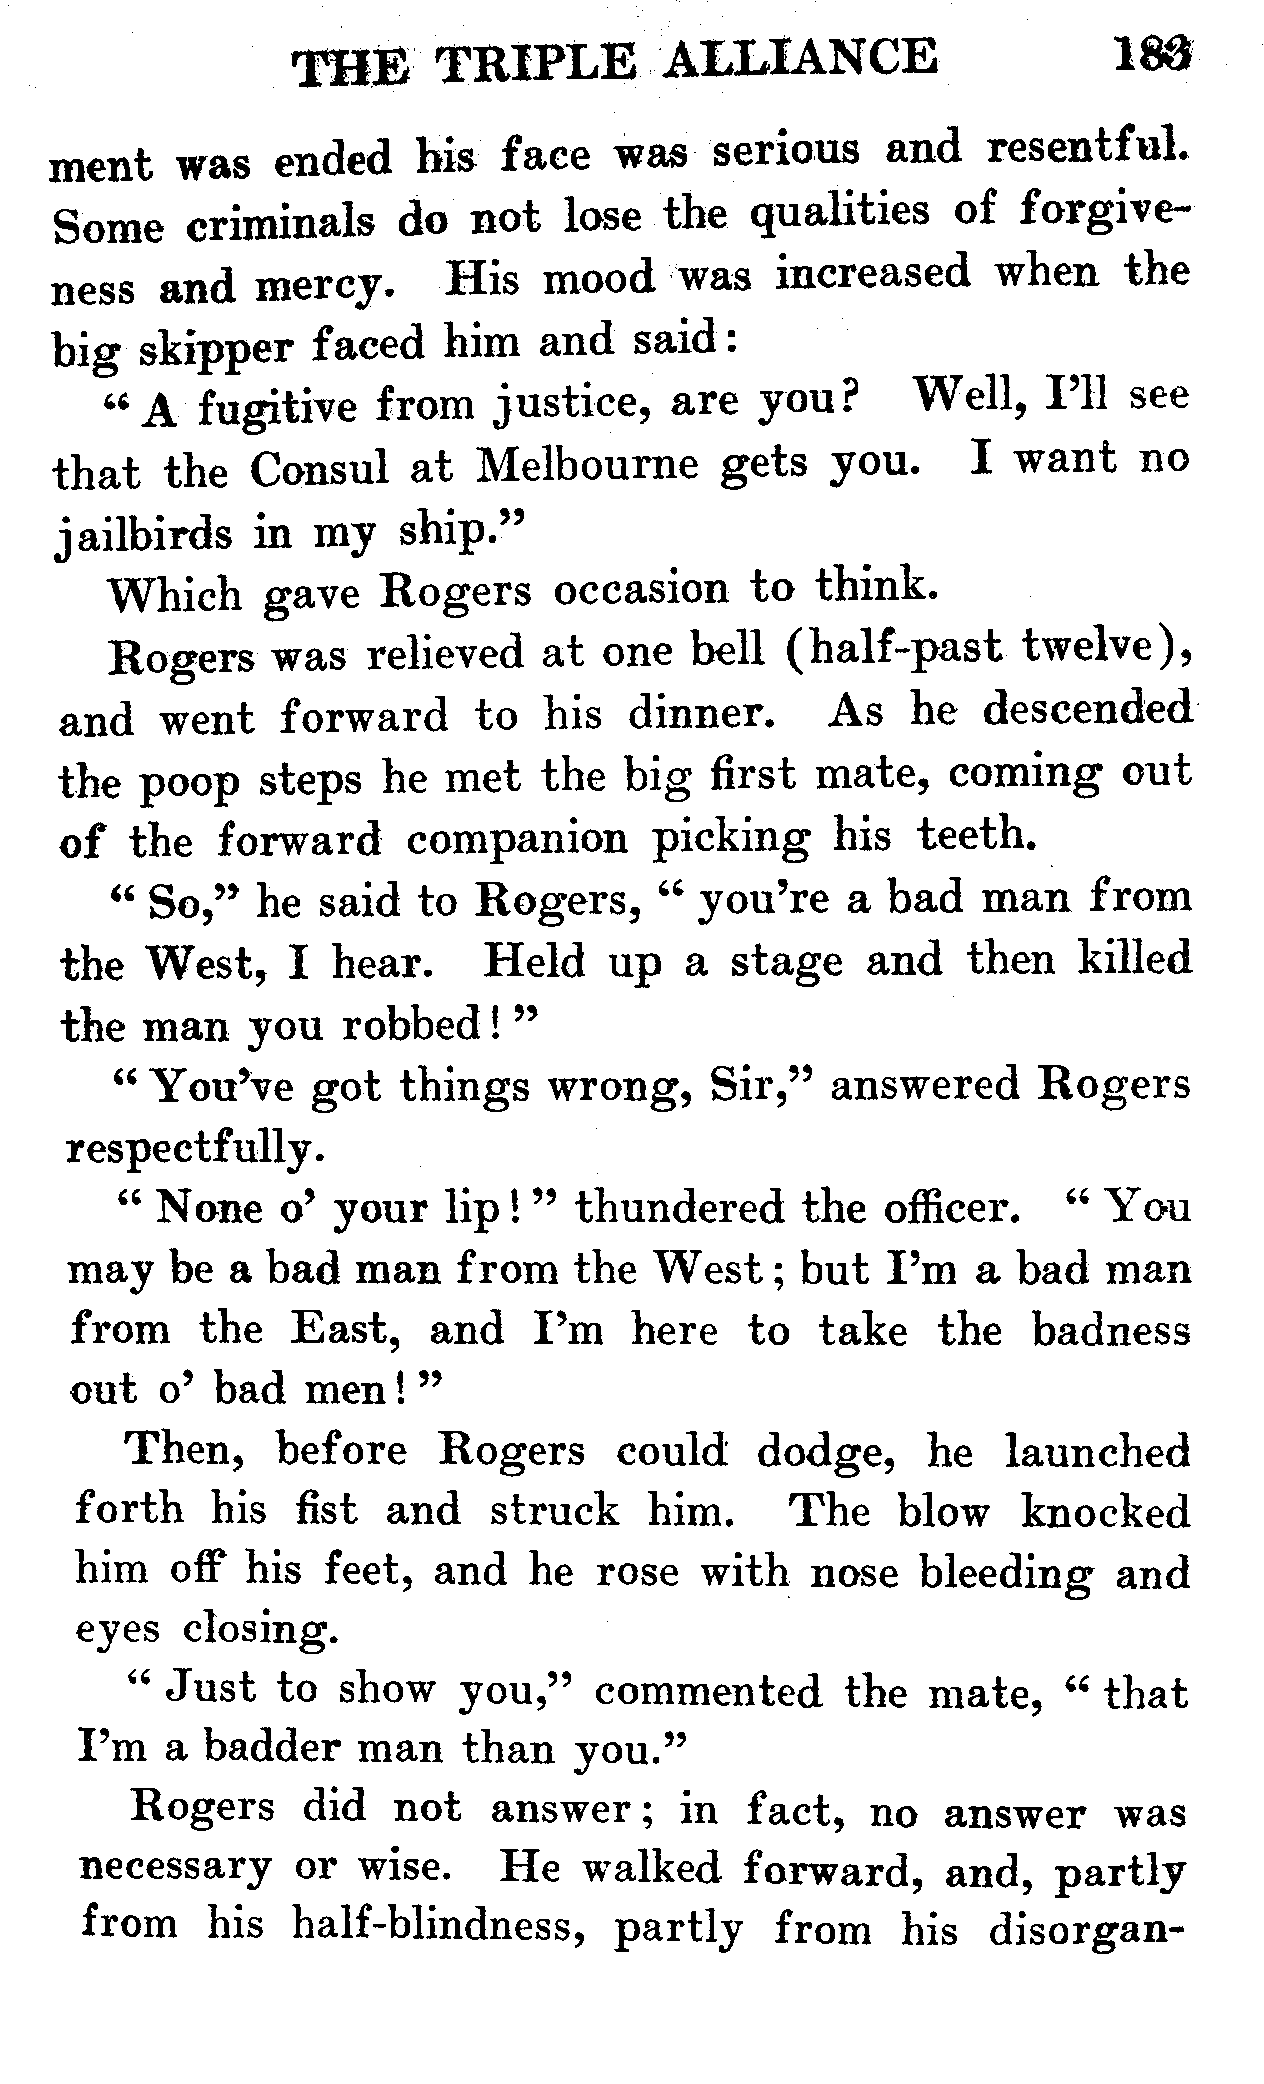 THE TRIPLE ALLIANCE 183
ment was ended his face was serious and resentful.
Some criminals do not lose the qualities of forgive-
ness and mercy. His mood was increased when the
big skipper faced him and said:
“ A fugitive from justice, are you? Well, I’ll see
that the Consul at Melbourne gets you. I want no
jailbirds in my ship.”
Which gave Rogers occasion to think.
Rogers was relieved at one bell (half-past twelve),
and went forward to his dinner. As he descended
the poop steps he met the big first mate, coming out
of the forward companion picking his teeth.
“ So,” he said to Rogers, “ you’re a bad man from
the West, I hear. Held up a stage and then killed
the man you robbed! ”
“ You’ve got things wrong, Sir,” answered Rogers
respectfully.
“ None o’ your lip! ” thundered the officer. “ You
may be a bad man from the West; but I’m a bad man
from the East, and I’m here to take the badness
out o’ bad men! ”
Then, before Rogers could dodge, he launched
forth his fist and struck him. The blow knocked
him off his feet, and he rose with nose bleeding and
eyes closing.
“ Just to show you,” commented the mate, “ that
I’m a badder man than you.”
Rogers did not answer; in fact, no answer was
necessary or wise. He walked forward, and, partly
from his half-blindness, partly from his disorgan-